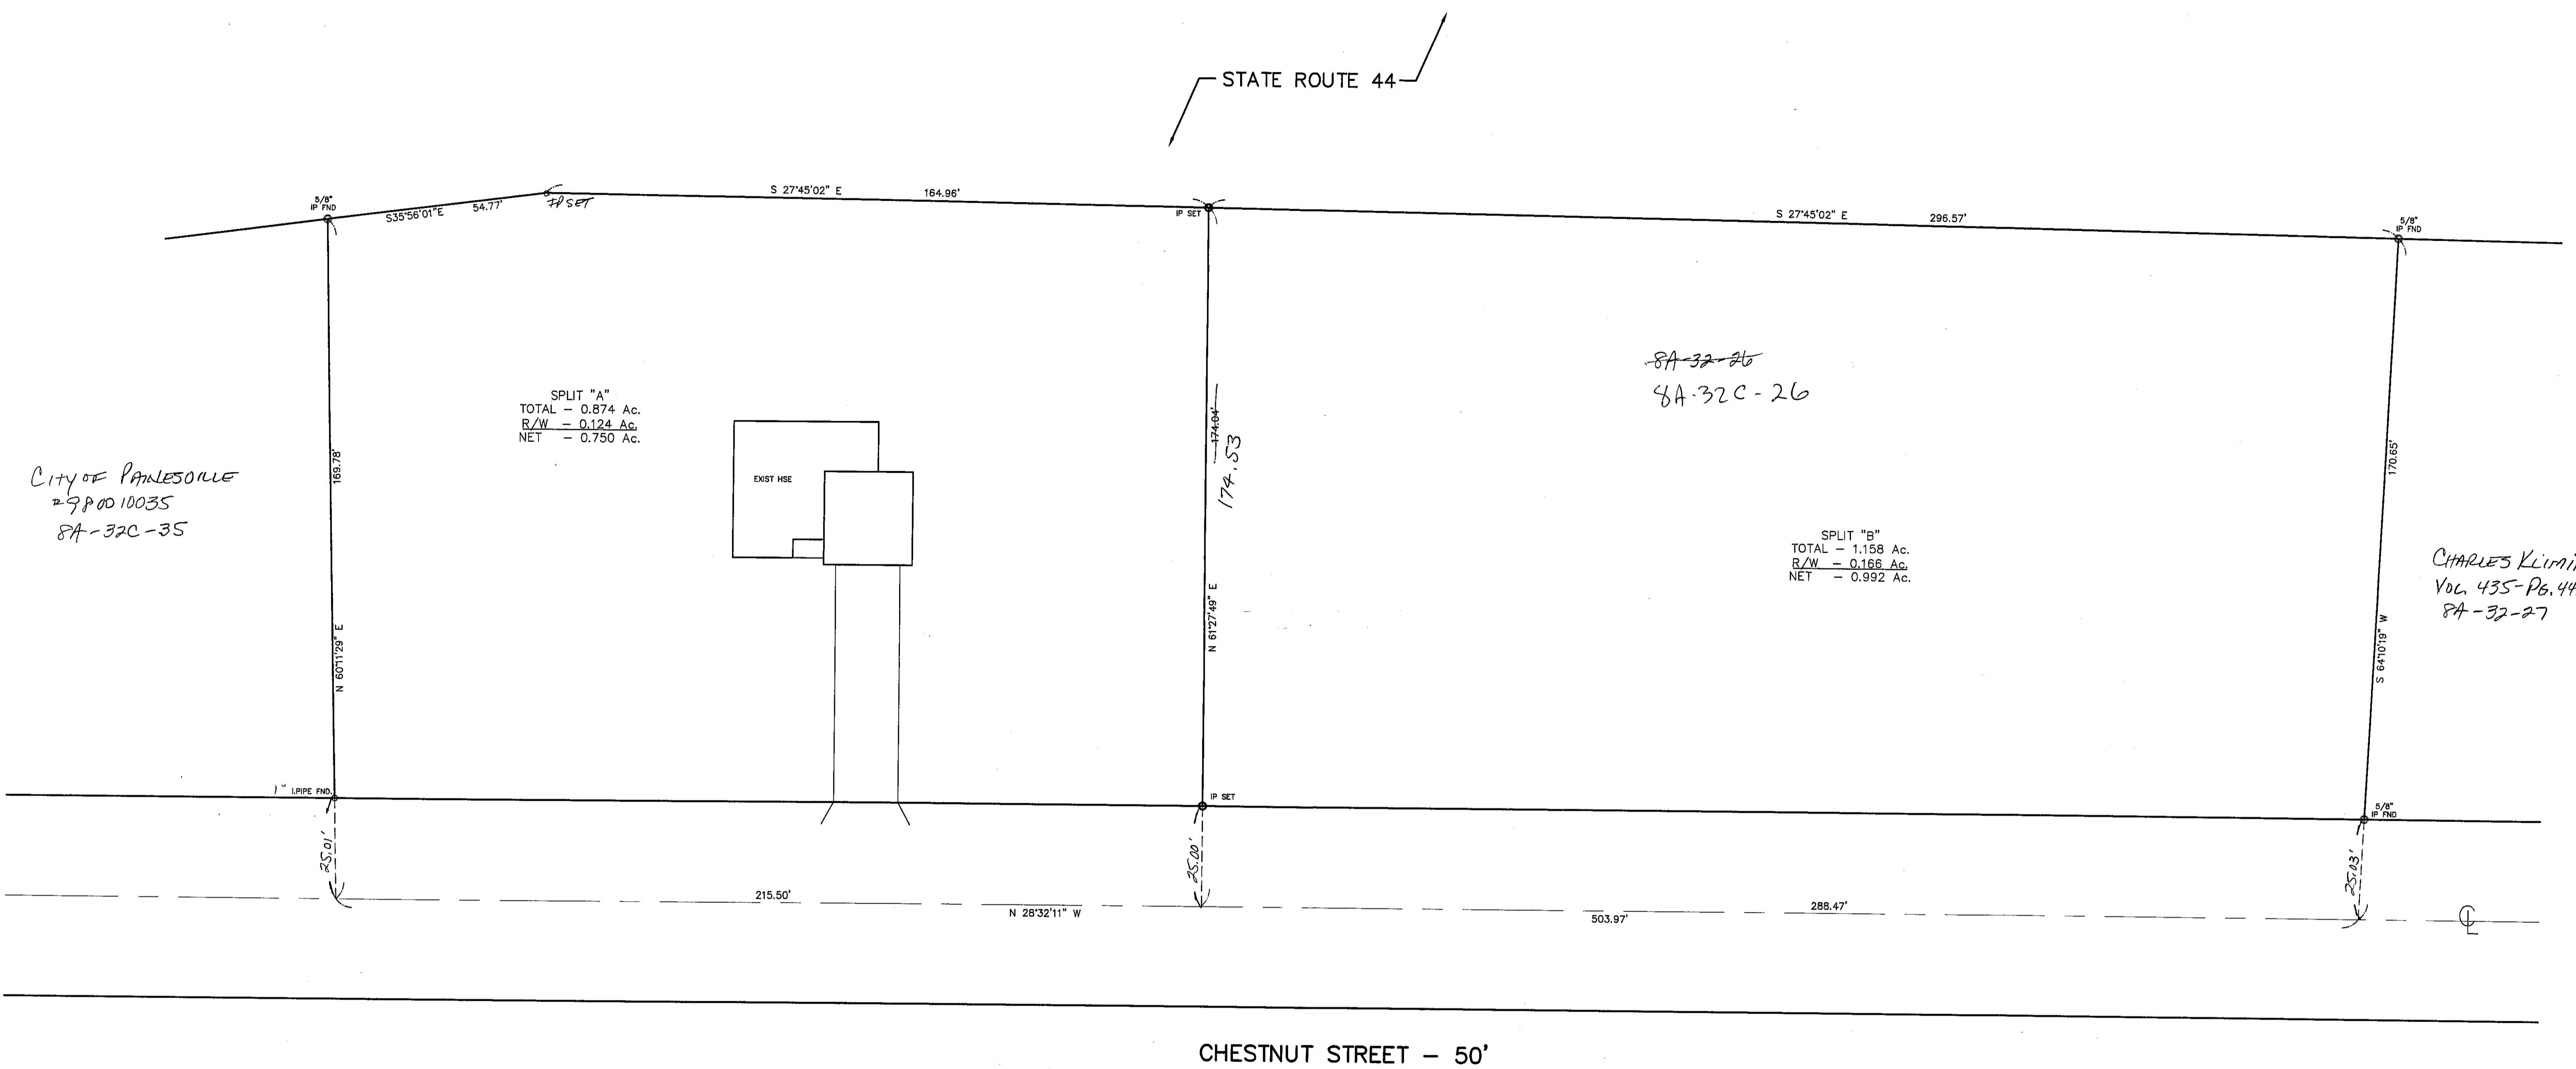 STATE ROUTE 44
5/8"
IP FND
S35°56'01"E
54.77'
IP SET
S 27°45'02" E
164.96'
IP SET
S 27°45'02" E
296.57'
5/8"
IP FND
8A-32-26
8A-32C-26
SPLIT "A"
TOTAL – 0.874 Ac.
R/W – 0.124 Ac.
NET – 0.750 Ac.
EXIST HSE
169.78'
N 60°11'29" E
174.04'
174.53
N 61°27'49" E
170.65'
S 64°10'19" W
CITY OF PAINESVILLE
#980010035
8A-32C-35
SPLIT "B"
TOTAL – 1.158 Ac.
R/W – 0.166 Ac.
NET – 0.992 Ac.
CHARLES
VOL. 435-PG. 44
8A-32-27
1" I.PIPE FND.
IP SET
5/8"
IP FND
25.01'
25.00'
25.03'
215.50'
N 28°32'11" W
288.47'
503.97'
CL
CHESTNUT STREET – 50'